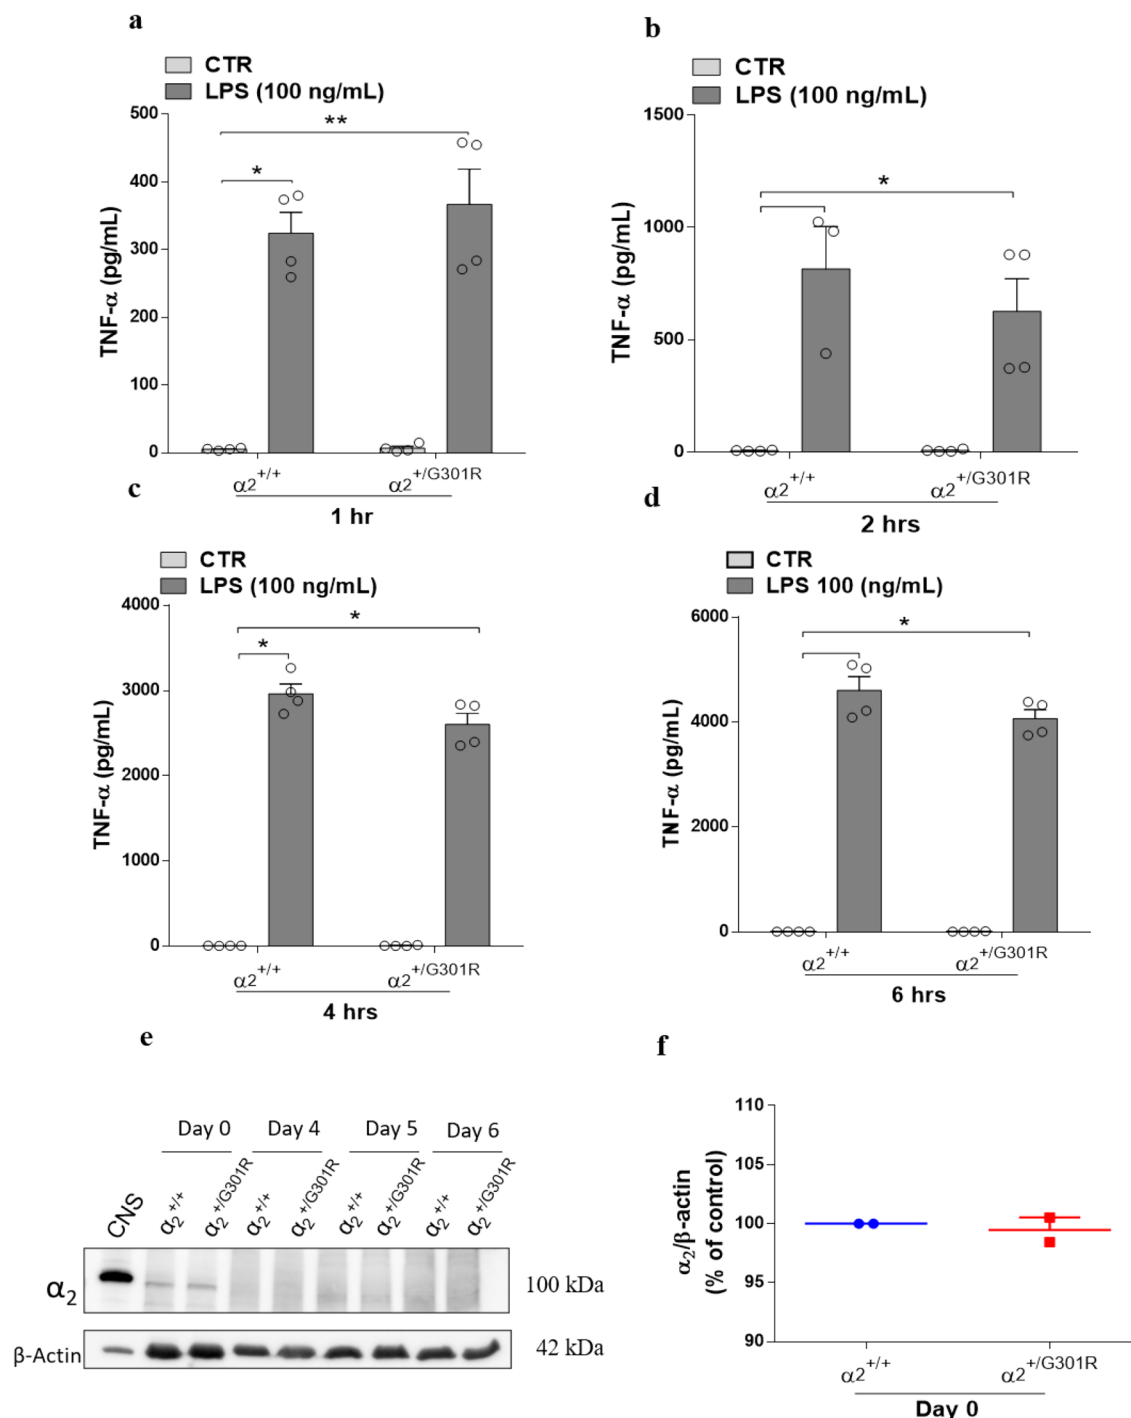 a
CTR
LPS (100 ng/mL)
500
400
300
200
100
0
TNF-α (pg/mL)
*
**
α2+/+
α2+/G301R
1 hr
b
CTR
LPS (100 ng/mL)
1500
1000
500
0
TNF-α (pg/mL)
*
α2+/+
α2+/G301R
2 hrs
c
CTR
LPS (100 ng/mL)
4000
3000
2000
1000
0
TNF-α (pg/mL)
*
*
α2+/+
α2+/G301R
4 hrs
d
CTR
LPS 100 (ng/mL)
6000
4000
2000
0
TNF-α (pg/mL)
*
α2+/+
α2+/G301R
6 hrs
e
Day 0 Day 4 Day 5 Day 6
CNS α2+/+ α2+/G301R α2+/+ α2+/G301R α2+/+ α2+/G301R α2+/+ α2+/G301R
α2 100 kDa
β-Actin 42 kDa
f
110
105
100
95
90
α2/β-actin
(% of control)
α2+/+
α2+/G301R
Day 0